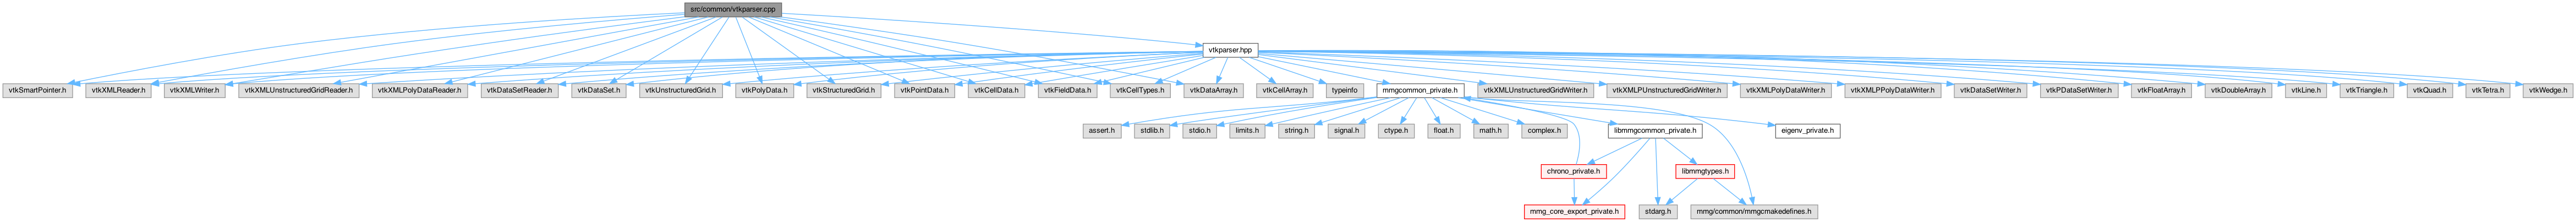 src/common/vtkparser.cpp
vtkparser.hpp
vtkSmartPointer.h
vtkXMLReader.h
vtkXMLWriter.h
vtkXMLUnstructuredGridReader.h
vtkXMLPolyDataReader.h
vtkDataSetReader.h
vtkDataSet.h
vtkUnstructuredGrid.h
vtkPolyData.h
vtkStructuredGrid.h
vtkPointData.h
vtkCellData.h
vtkFieldData.h
vtkCellTypes.h
vtkDataArray.h
vtkCellArray.h
typeinfo
mmgcommon_private.h
vtkXMLUnstructuredGridWriter.h
vtkXMLPUnstructuredGridWriter.h
vtkXMLPolyDataWriter.h
vtkXMLPPolyDataWriter.h
vtkDataSetWriter.h
vtkPDataSetWriter.h
vtkFloatArray.h
vtkDoubleArray.h
vtkLine.h
vtkTriangle.h
vtkQuad.h
vtkTetra.h
vtkWedge.h
assert.h
stdlib.h
stdio.h
limits.h
string.h
signal.h
ctype.h
float.h
math.h
complex.h
libmmgcommon_private.h
eigenv_private.h
chrono_private.h
libmmgtypes.h
mmg_core_export_private.h
stdarg.h
mmg/common/mmgcmakedefines.h